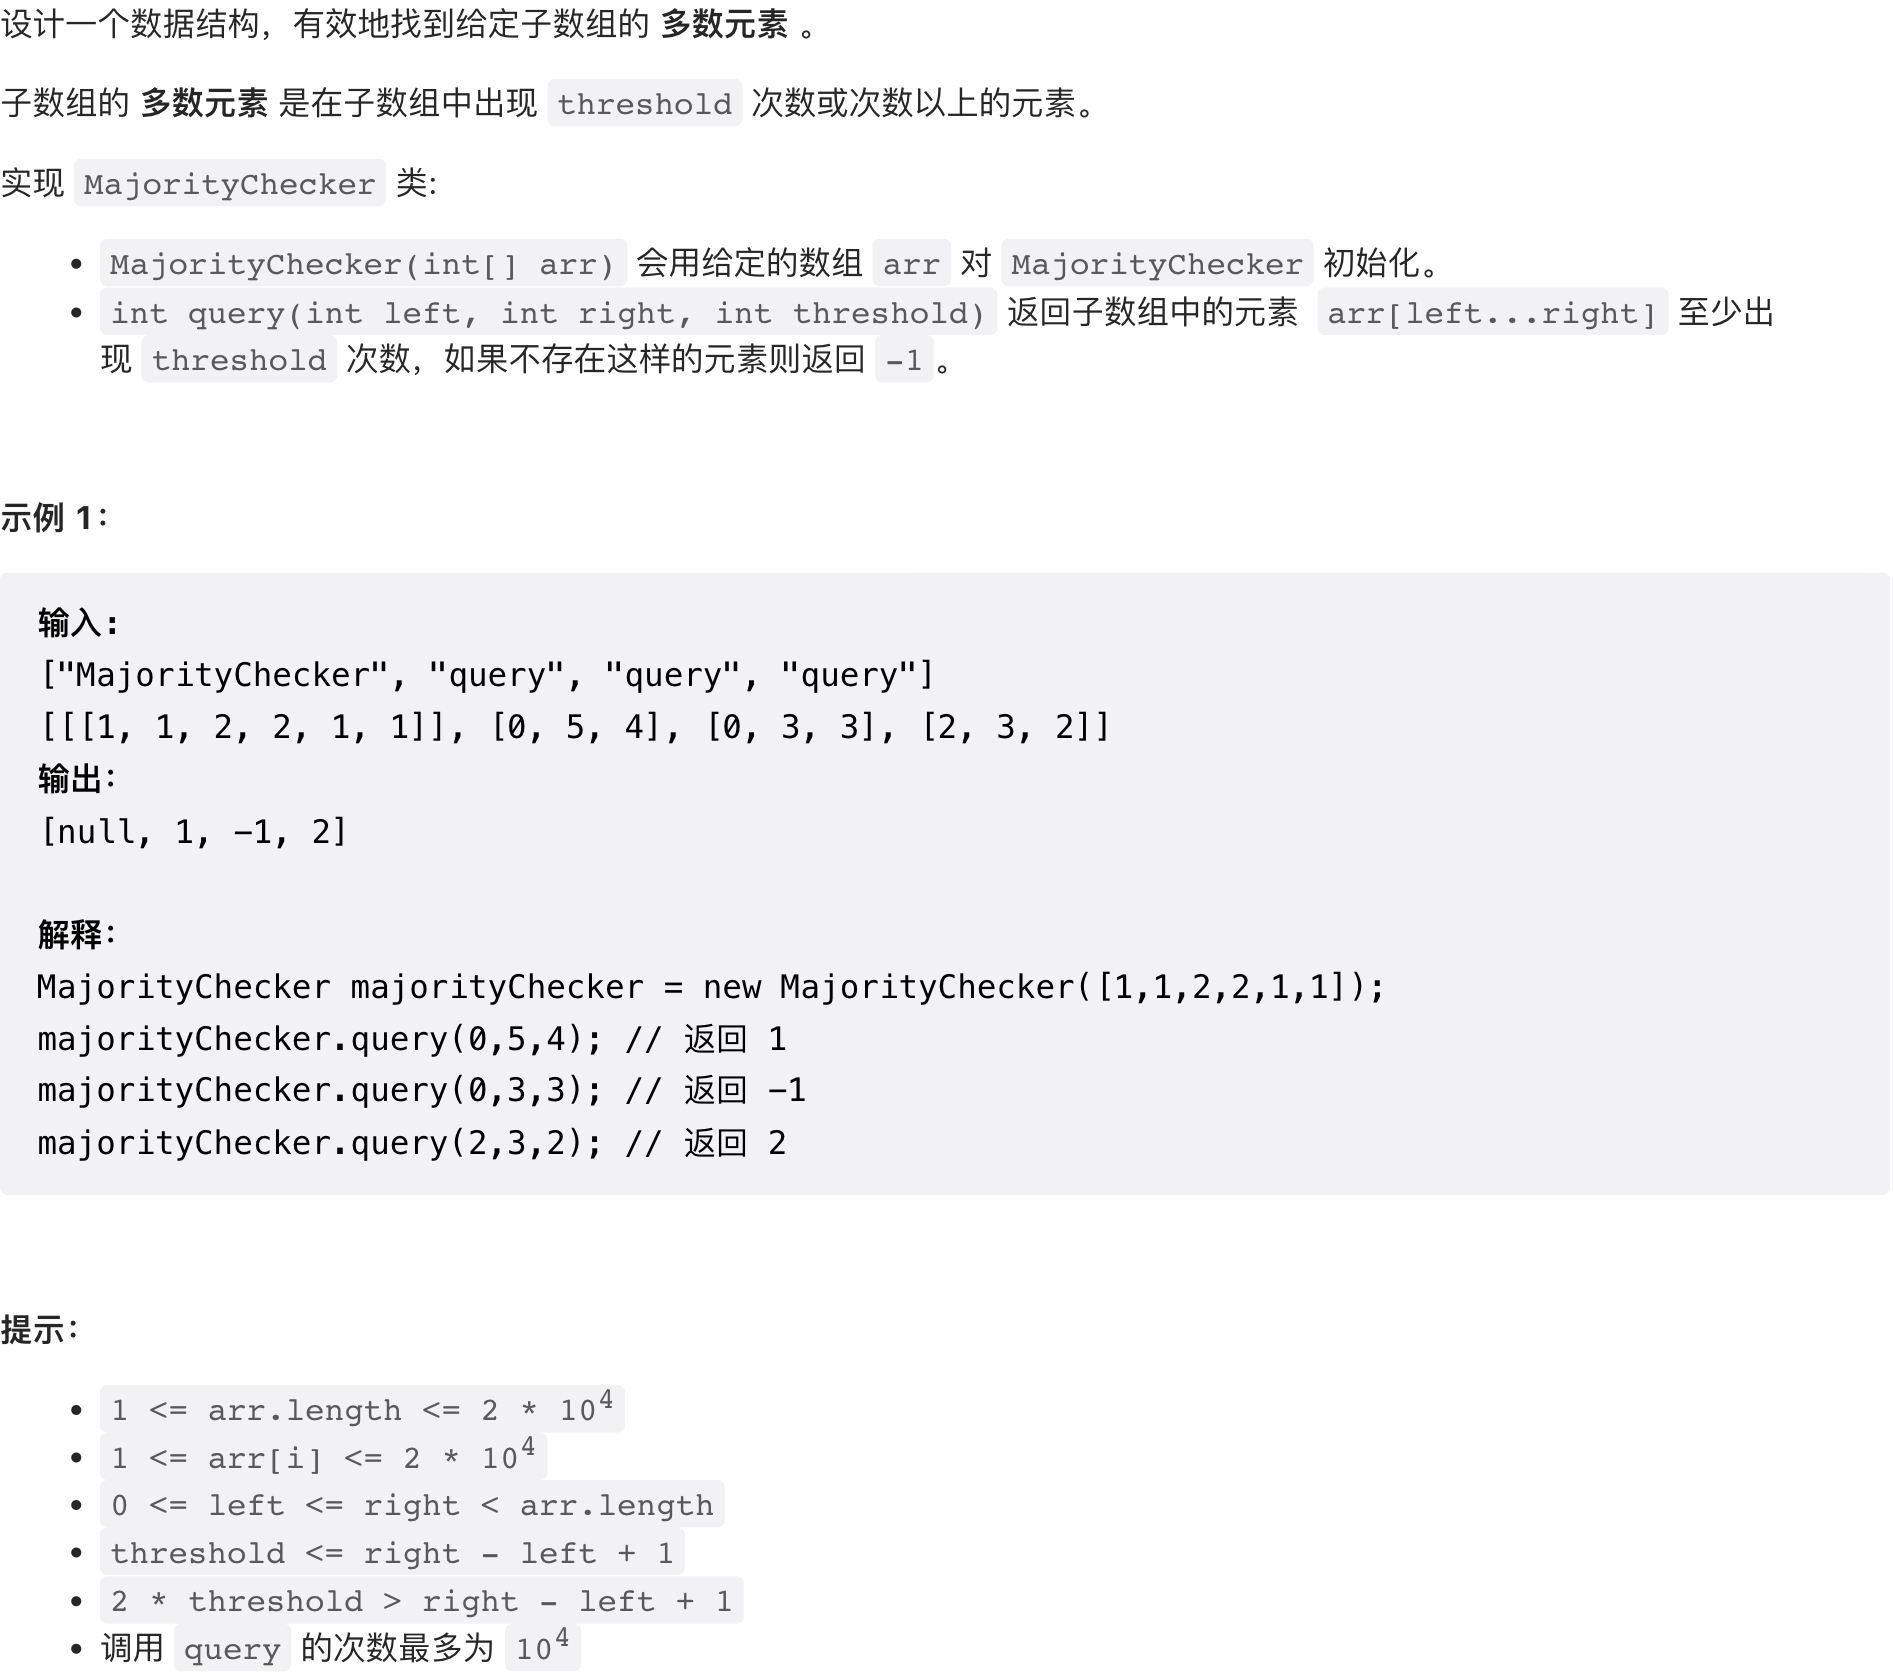 设计一个数据结构，有效地找到给定子数组的 多数元素 。
子数组的 多数元素 是在子数组中出现 threshold 次数或次数以上的元素。
实现 MajorityChecker 类:
• MajorityChecker(int[] arr) 会用给定的数组 arr 对 MajorityChecker 初始化。
• int query(int left, int right, int threshold) 返回子数组中的元素 arr[left...right] 至少出
现 threshold 次数，如果不存在这样的元素则返回 -1。
示例 1：
输入:
["MajorityChecker", "query", "query", "query"]
[[[1, 1, 2, 2, 1, 1]], [0, 5, 4], [0, 3, 3], [2, 3, 2]]
输出：
[null, 1, -1, 2]
解释：
MajorityChecker majorityChecker = new MajorityChecker([1,1,2,2,1,1]);
majorityChecker.query(0,5,4); // 返回 1
majorityChecker.query(0,3,3); // 返回 -1
majorityChecker.query(2,3,2); // 返回 2
提示：
• 1 <= arr.length <= 2 * 10⁴
• 1 <= arr[i] <= 2 * 10⁴
• 0 <= left <= right < arr.length
• threshold <= right - left + 1
• 2 * threshold > right - left + 1
• 调用 query 的次数最多为 10⁴